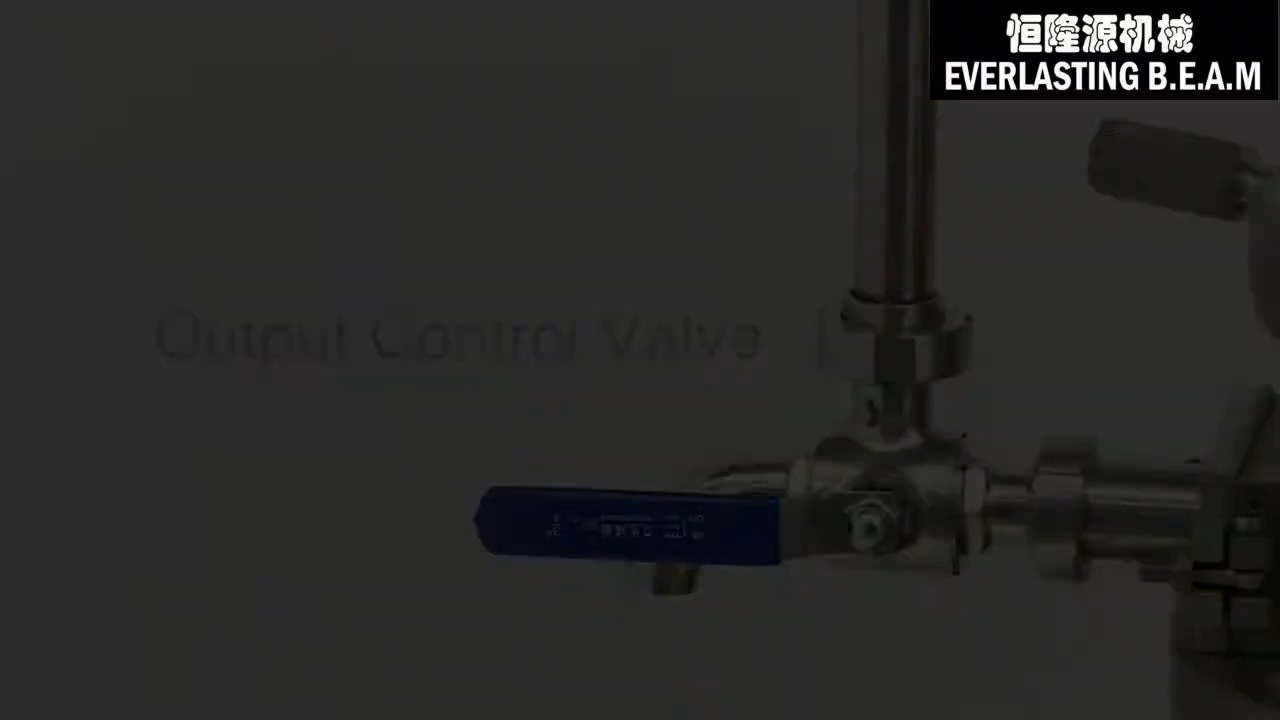 恒隆源机械
EVERLASTING B.E.A.M
Output Control Valve